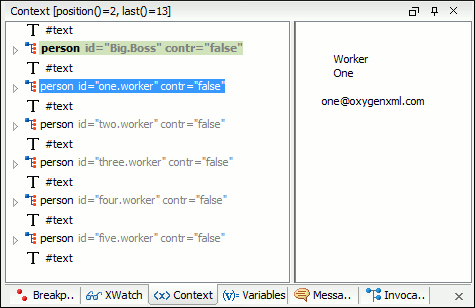 Context [position()=2, last()=13]
#text
person id="Big.Boss" contr="false"
#text
person id="one.worker" contr="false"
#text
person id="two.worker" contr="false"
#text
person id="three.worker" contr="false"
#text
person id="four.worker" contr="false"
#text
person id="five.worker" contr="false"
#text
Worker
One
one@oxygenxml.com
Breakp.. XWatch Context Variables Messa.. Invoca..